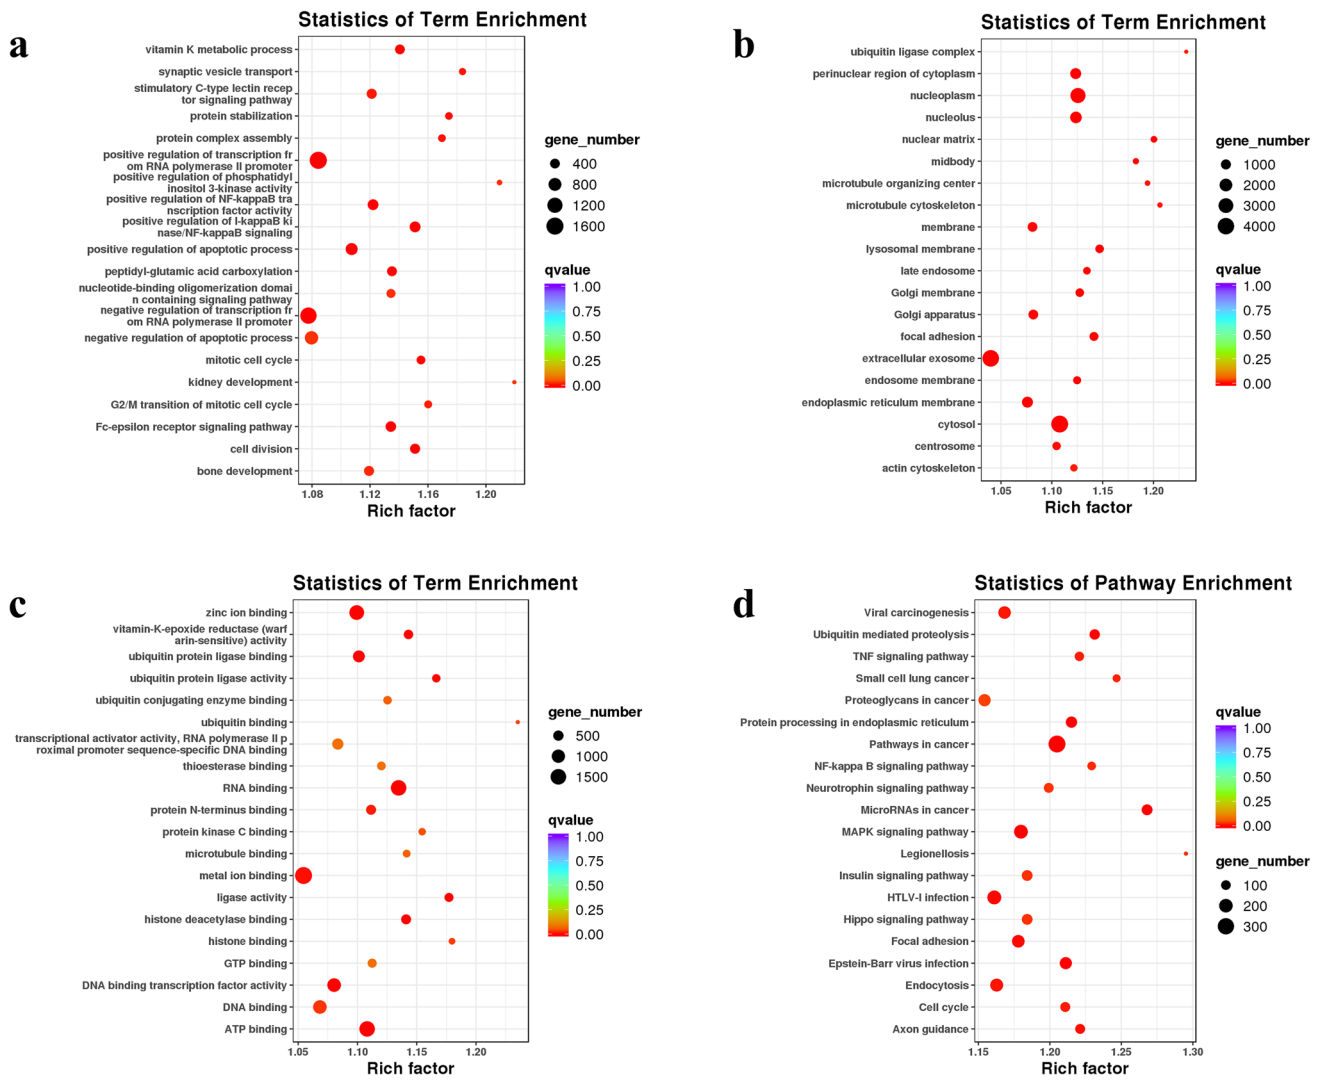 a
Statistics of Term Enrichment
vitamin K metabolic process
synaptic vesicle transport
stimulatory C-type lectin recep
tor signaling pathway
protein stabilization
protein complex assembly
positive regulation of transcription fr
om RNA polymerase II promoter
positive regulation of phosphatidyl
inositol 3-kinase activity
positive regulation of NF-kappaB tra
nscription factor activity
positive regulation of I-kappaB ki
nase/NF-kappaB signaling
positive regulation of apoptotic process
peptidyl-glutamic acid carboxylation
nucleotide-binding oligomerization domai
n containing signaling pathway
negative regulation of transcription fr
om RNA polymerase II promoter
negative regulation of apoptotic process
mitotic cell cycle
kidney development
G2/M transition of mitotic cell cycle
Fc-epsilon receptor signaling pathway
cell division
bone development
1.08 1.12 1.16 1.20
Rich factor
gene_number
400
800
1200
1600
qvalue
1.00
0.75
0.50
0.25
0.00
b
Statistics of Term Enrichment
ubiquitin ligase complex
perinuclear region of cytoplasm
nucleoplasm
nucleolus
nuclear matrix
midbody
microtubule organizing center
microtubule cytoskeleton
membrane
lysosomal membrane
late endosome
Golgi membrane
Golgi apparatus
focal adhesion
extracellular exosome
endosome membrane
endoplasmic reticulum membrane
cytosol
centrosome
actin cytoskeleton
1.05 1.10 1.15 1.20
Rich factor
gene_number
1000
2000
3000
4000
qvalue
1.00
0.75
0.50
0.25
0.00
c
Statistics of Term Enrichment
zinc ion binding
vitamin-K-epoxide reductase (warf
arin-sensitive) activity
ubiquitin protein ligase binding
ubiquitin protein ligase activity
ubiquitin conjugating enzyme binding
ubiquitin binding
transcriptional activator activity, RNA polymerase II p
roximal promoter sequence-specific DNA binding
thioesterase binding
RNA binding
protein N-terminus binding
protein kinase C binding
microtubule binding
metal ion binding
ligase activity
histone deacetylase binding
histone binding
GTP binding
DNA binding transcription factor activity
DNA binding
ATP binding
1.05 1.10 1.15 1.20
Rich factor
gene_number
500
1000
1500
qvalue
1.00
0.75
0.50
0.25
0.00
d
Statistics of Pathway Enrichment
Viral carcinogenesis
Ubiquitin mediated proteolysis
TNF signaling pathway
Small cell lung cancer
Proteoglycans in cancer
Protein processing in endoplasmic reticulum
Pathways in cancer
NF-kappa B signaling pathway
Neurotrophin signaling pathway
MicroRNAs in cancer
MAPK signaling pathway
Legionellosis
Insulin signaling pathway
HTLV-I infection
Hippo signaling pathway
Focal adhesion
Epstein-Barr virus infection
Endocytosis
Cell cycle
Axon guidance
1.15 1.20 1.25 1.30
Rich factor
qvalue
1.00
0.75
0.50
0.25
0.00
gene_number
100
200
300